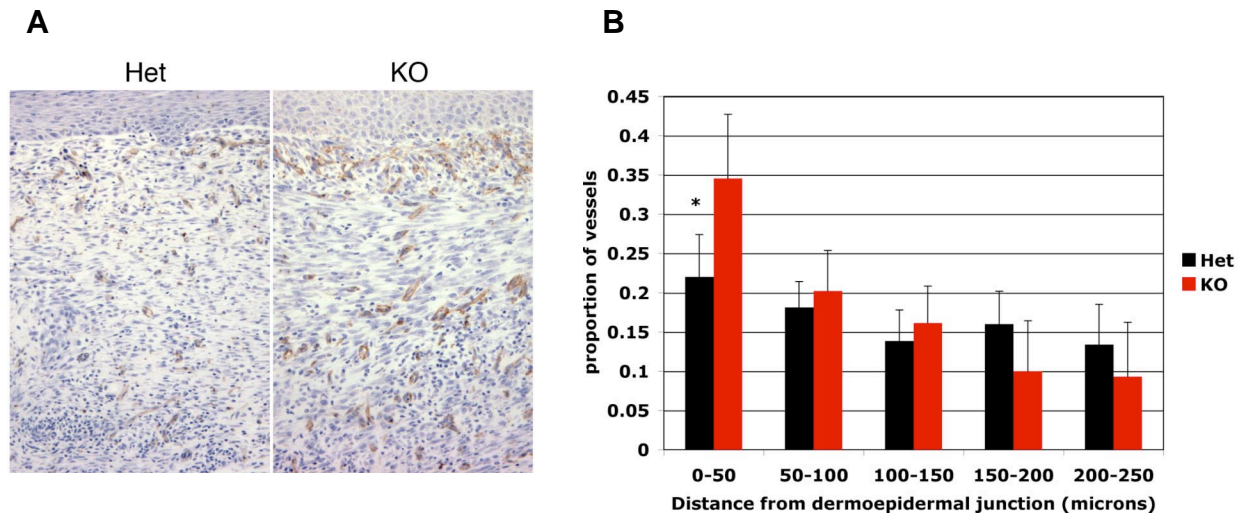 A
B
Het
KO
0.45
0.4
0.35
0.3
0.25
0.2
0.15
0.1
0.05
0
proportion of vessels
*
Het
KO
0-50 50-100 100-150 150-200 200-250
Distance from dermoepidermal junction (microns)